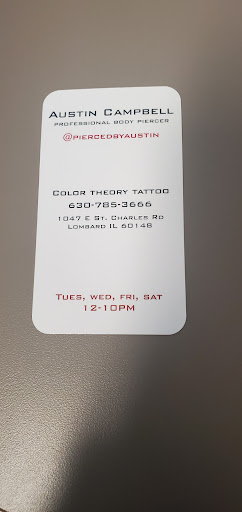 Austin Campbell
professional body piercer
@piercedbyaustin
Color theory tattoo
630-785-3666
1047 E St. Charles Rd
Lombard IL 60148
Tues, wed, fri, sat
12-10pm